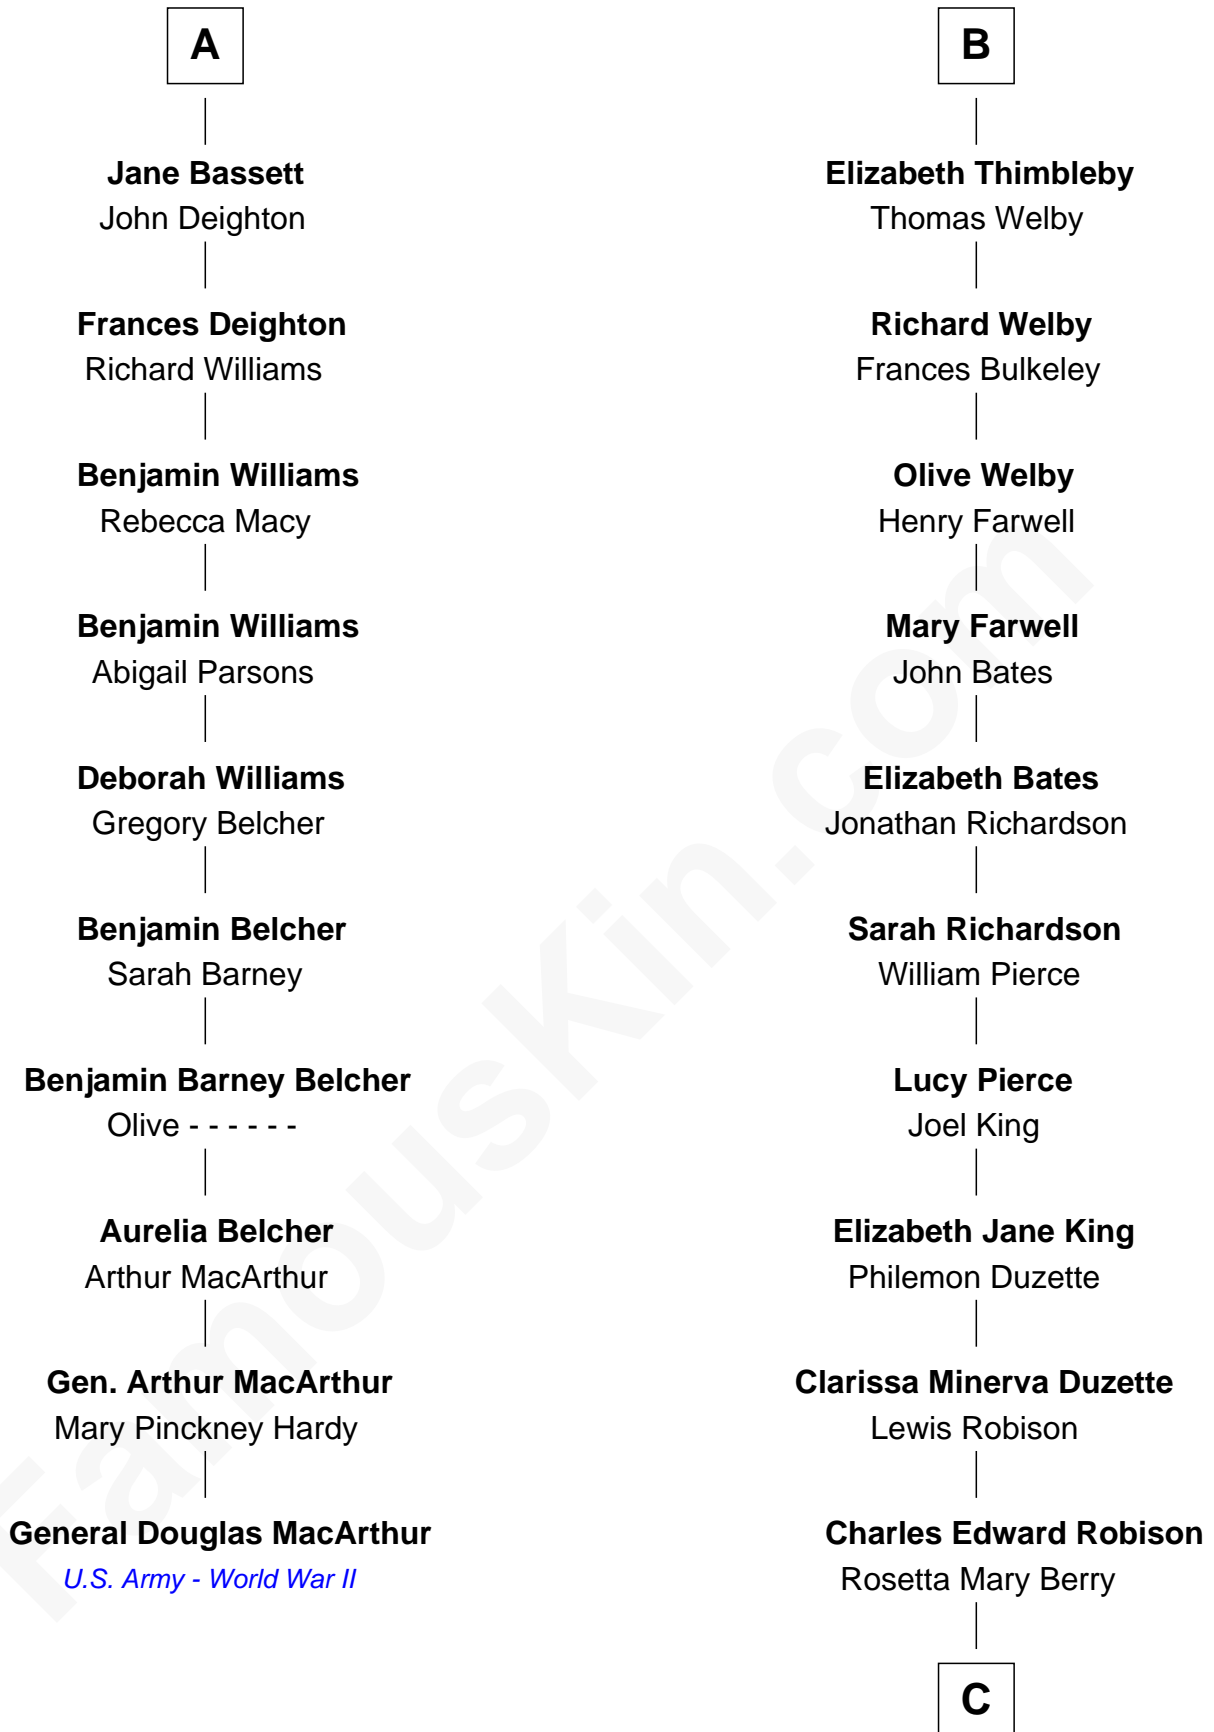 A
Jane Bassett
John Deighton
Frances Deighton
Richard Williams
Benjamin Williams
Rebecca Macy
Benjamin Williams
Abigail Parsons
Deborah Williams
Gregory Belcher
Benjamin Belcher
Sarah Barney
Benjamin Barney Belcher
Olive - - - - - -
Aurelia Belcher
Arthur MacArthur
Gen. Arthur MacArthur
Mary Pinckney Hardy
General Douglas MacArthur
U.S. Army - World War II
B
Elizabeth Thimbleby
Thomas Welby
Richard Welby
Frances Bulkeley
Olive Welby
Henry Farwell
Mary Farwell
John Bates
Elizabeth Bates
Jonathan Richardson
Sarah Richardson
William Pierce
Lucy Pierce
Joel King
Elizabeth Jane King
Philemon Duzette
Clarissa Minerva Duzette
Lewis Robison
Charles Edward Robison
Rosetta Mary Berry
C
FamousKin.com